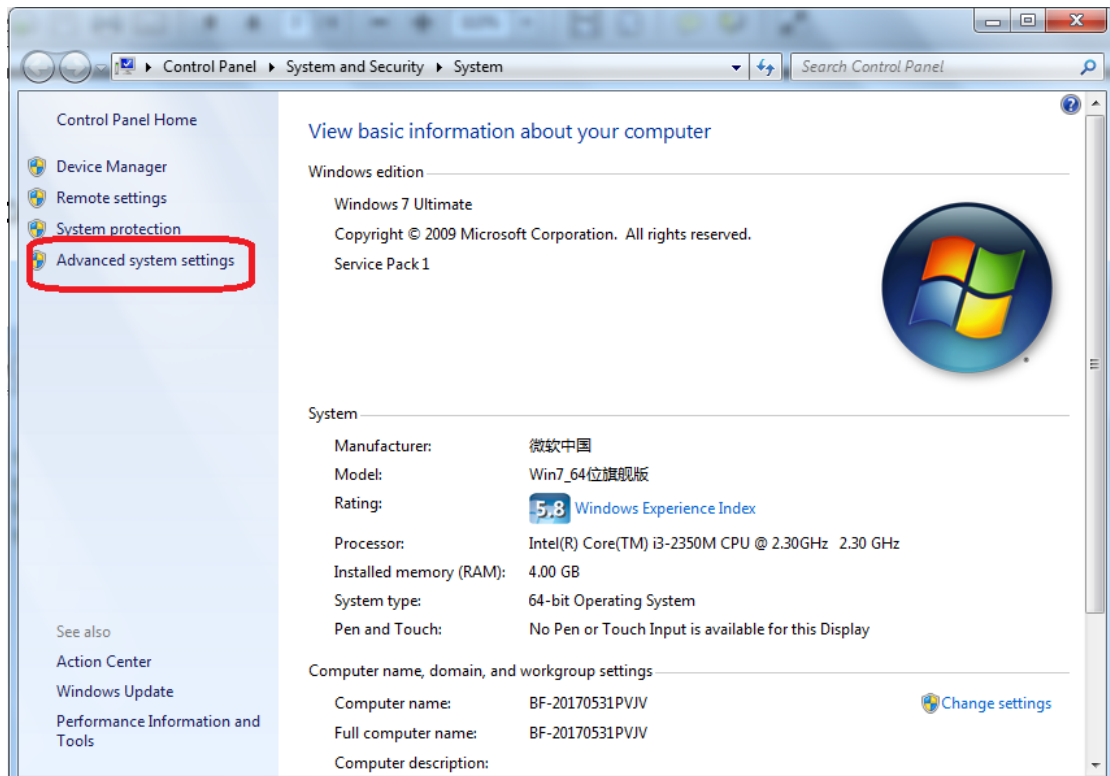 Control Panel ▸ System and Security ▸ System
Search Control Panel
Control Panel Home
Device Manager
Remote settings
System protection
Advanced system settings
See also
Action Center
Windows Update
Performance Information and
Tools
View basic information about your computer
Windows edition
Windows 7 Ultimate
Copyright © 2009 Microsoft Corporation. All rights reserved.
Service Pack 1
System
Manufacturer: 微软中国
Model: Win7_64位旗舰版
Rating: 5.8 Windows Experience Index
Processor: Intel(R) Core(TM) i3-2350M CPU @ 2.30GHz 2.30 GHz
Installed memory (RAM): 4.00 GB
System type: 64-bit Operating System
Pen and Touch: No Pen or Touch Input is available for this Display
Computer name, domain, and workgroup settings
Computer name: BF-20170531PVJV Change settings
Full computer name: BF-20170531PVJV
Computer description: